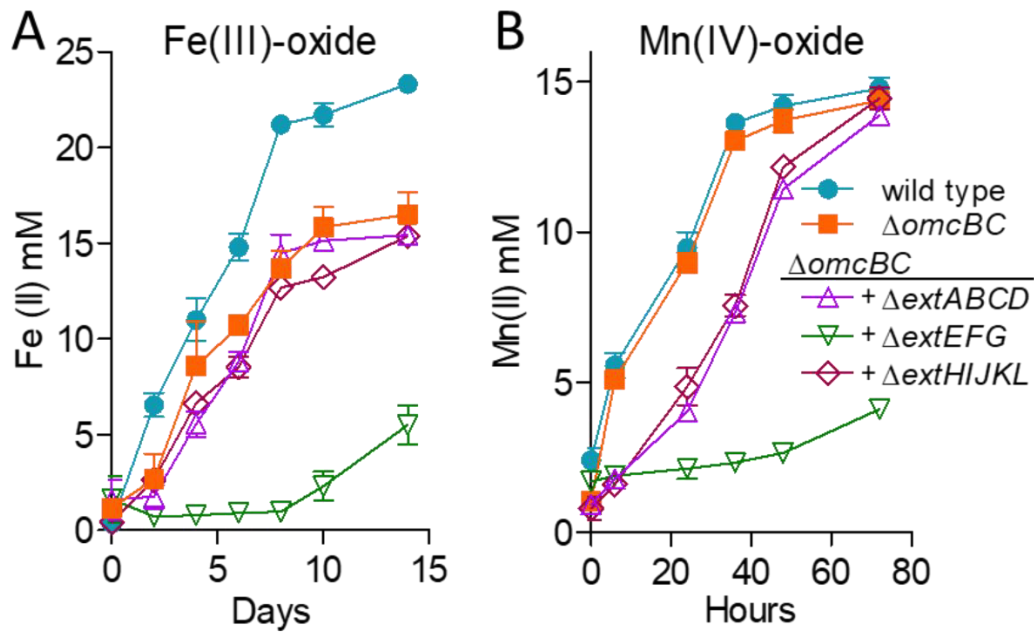 A
Fe(III)-oxide
25
20
15
10
5
0
Fe (II) mM
0
5
10
15
Days
B
Mn(IV)-oxide
15
10
5
0
Mn(II) mM
0
20
40
60
80
Hours
wild type
ΔomcBC
ΔomcBC
+ ΔextABCD
+ ΔextEFG
+ ΔextHIJKL